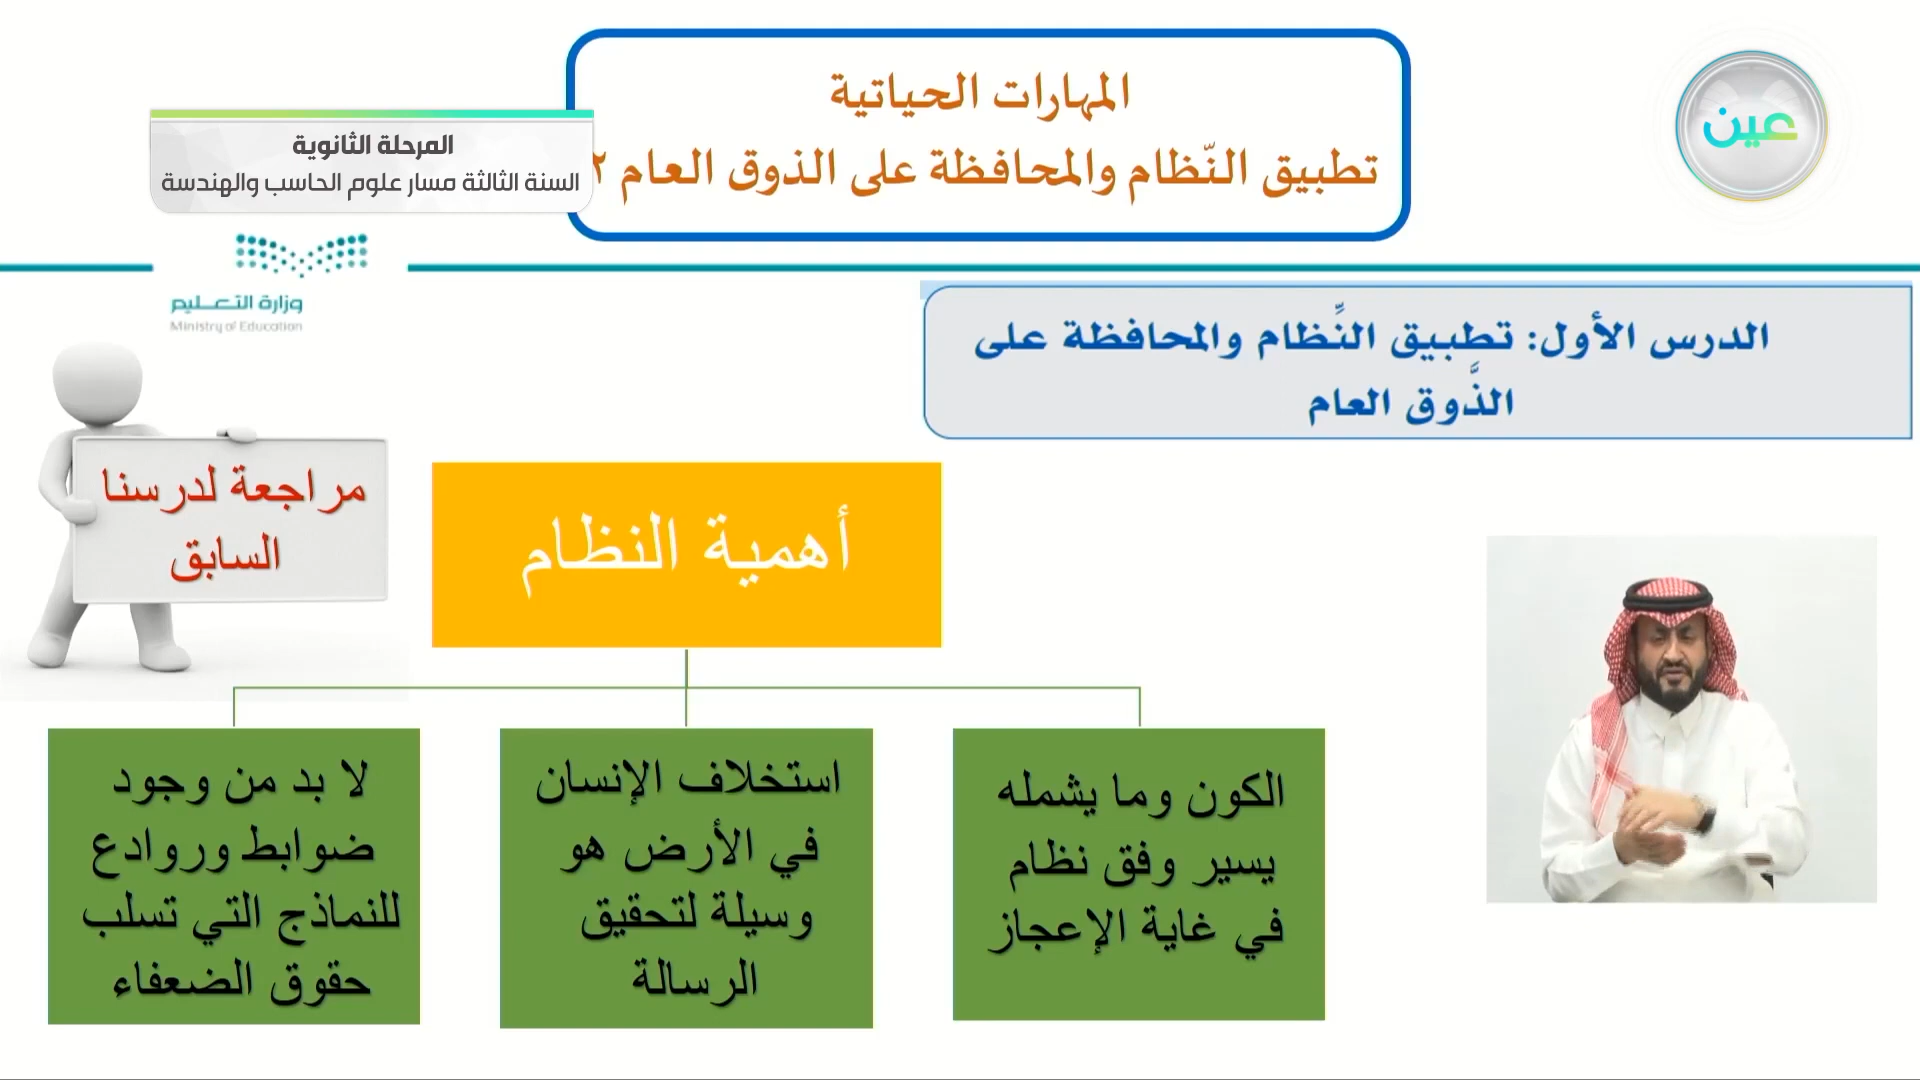 المهارات الحياتية
تطبيق النّظام والمحافظة على الذوق العام ٢
عين
المرحلة الثانوية
السنة الثالثة مسار علوم الحاسب والهندسة
وزارة التعليم
Ministry of Education
الدرس الأول: تطبيق النِّظام والمحافظة على
الذَّوق العام
مراجعة لدرسنا
السابق
أهمية النظام
الكون وما يشمله
يسير وفق نظام
في غاية الإعجاز
استخلاف الإنسان
في الأرض هو
وسيلة لتحقيق
الرسالة
لا بد من وجود
ضوابط وروادع
للنماذج التي تسلب
حقوق الضعفاء